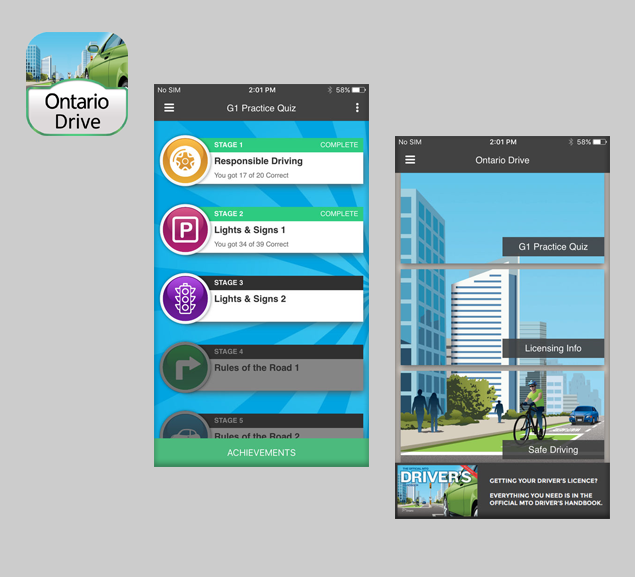 Ontario
Drive
No SIM 2:01 PM 58%
G1 Practice Quiz
STAGE 1 COMPLETE
Responsible Driving
You got 17 of 20 Correct
STAGE 2 COMPLETE
P
Lights & Signs 1
You got 34 of 39 Correct
STAGE 3
Lights & Signs 2
STAGE 4
Rules of the Road 1
STAGE 5
Rules of the Road 2
ACHIEVEMENTS
No SIM 2:01 PM 58%
Ontario Drive
G1 Practice Quiz
Licensing Info
Safe Driving
DRIVER'S
GETTING YOUR DRIVER'S LICENCE?
EVERYTHING YOU NEED IS IN THE
OFFICIAL MTO DRIVER'S HANDBOOK.